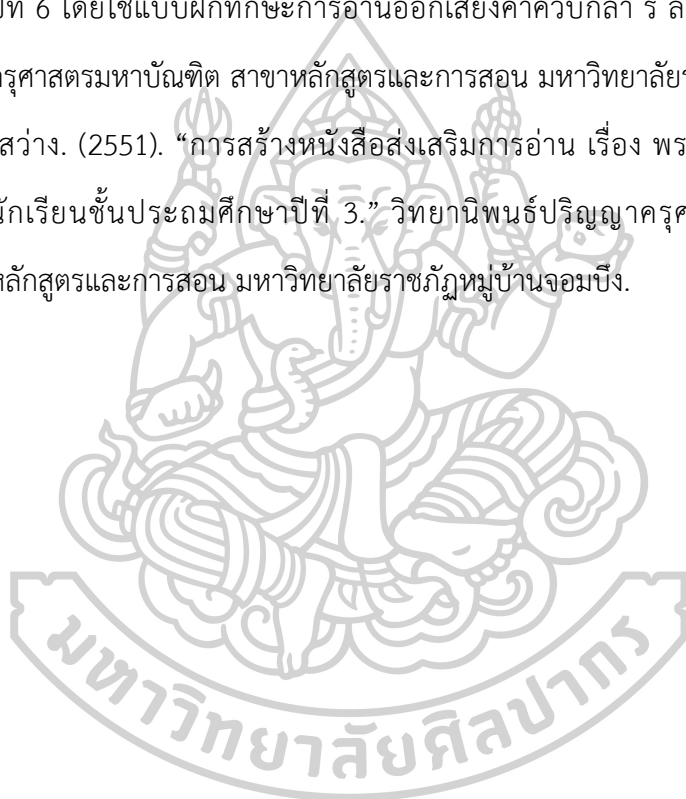 ปีที่ 6 โดยใช้แบบฝึกทักษะการอ่านออกเสียงคำควบกล้ำ ร ล
ครุศาสตรมหาบัณฑิต สาขาหลักสูตรและการสอน มหาวิทยาลัยร
สว่าง. (2551). “การสร้างหนังสือส่งเสริมการอ่าน เรื่อง พร
นักเรียนชั้นประถมศึกษาปีที่ 3.” วิทยานิพนธ์ปริญญาครุศ
หลักสูตรและการสอน มหาวิทยาลัยราชภัฏหมู่บ้านจอมบึง.
มหาวิทยาลัยศิลปากร